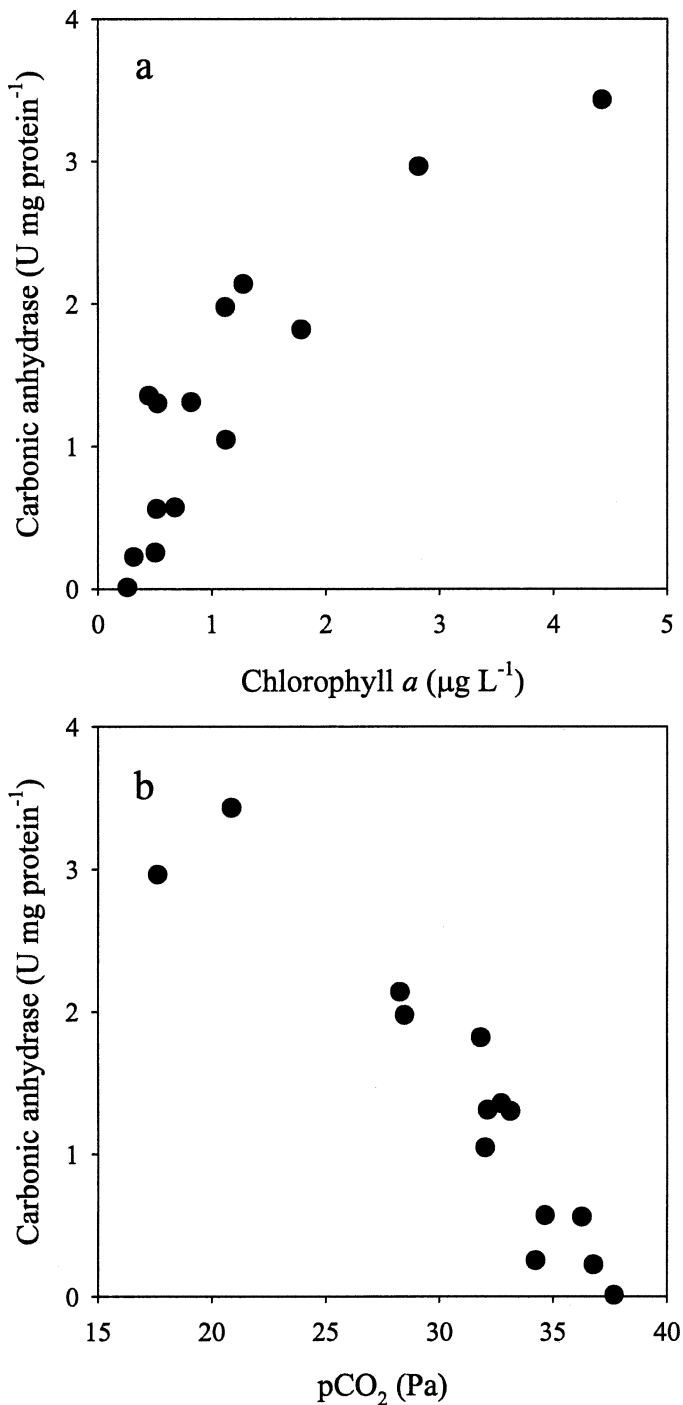 a
Carbonic anhydrase (U mg protein⁻¹)
4
3
2
1
0
0 1 2 3 4 5
Chlorophyll a (μg L⁻¹)
b
Carbonic anhydrase (U mg protein⁻¹)
4
3
2
1
0
15 20 25 30 35 40
pCO₂ (Pa)